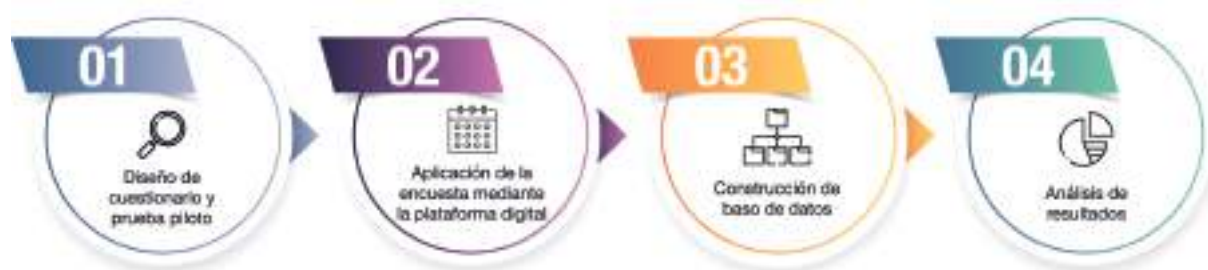 01
Diseño de
cuestionario y
prueba piloto
02
Aplicación de la
encuesta mediante
la plataforma digital
03
Construcción de
base de datos
04
Análisis de
resultados